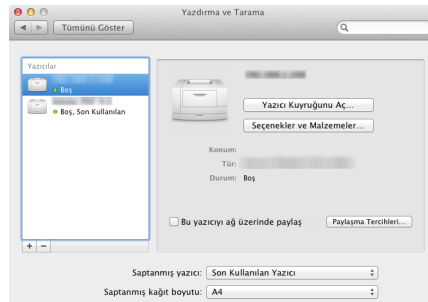 Yazdırma ve Tarama
Tümünü Göster
Yazıcılar
Boş
Boş, Son Kullanılan
Yazıcı Kuyruğunu Aç...
Seçenekler ve Malzemeler...
Konum:
Tür:
Durum: Boş
Bu yazıcıyı ağ üzerinde paylaş
Paylaşma Tercihleri...
+ −
Saptanmış yazıcı: Son Kullanılan Yazıcı
Saptanmış kağıt boyutu: A4